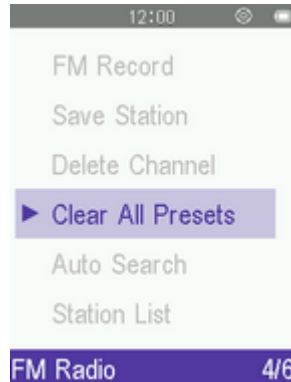 12:00
FM Record
Save Station
Delete Channel
Clear All Presets
Auto Search
Station List
FM Radio 4/6